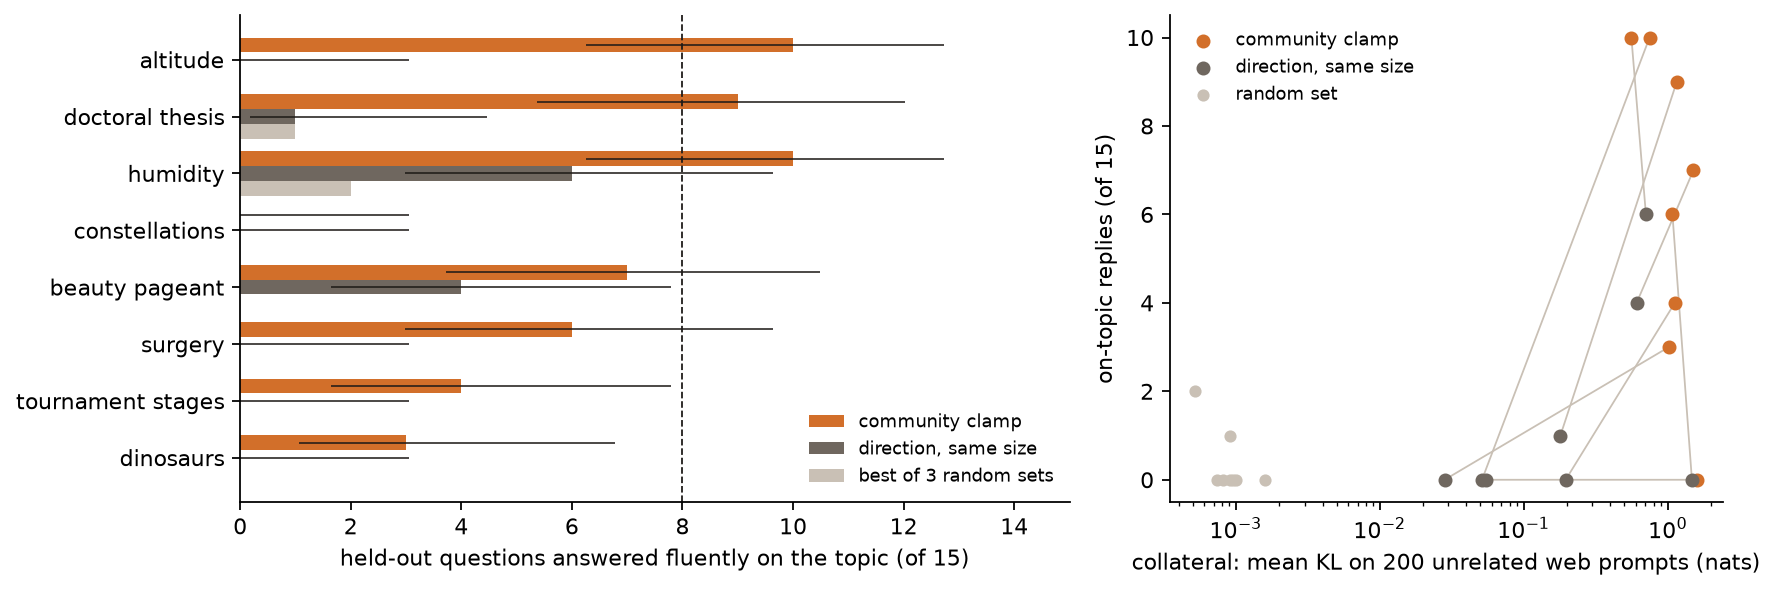 altitude
doctoral thesis
humidity
constellations
beauty pageant
surgery
tournament stages
dinosaurs
community clamp
direction, same size
best of 3 random sets
0 2 4 6 8 10 12 14
held-out questions answered fluently on the topic (of 15)
on-topic replies (of 15)
10
8
6
4
2
0
community clamp
direction, same size
random set
10⁻³ 10⁻² 10⁻¹ 10⁰
collateral: mean KL on 200 unrelated web prompts (nats)